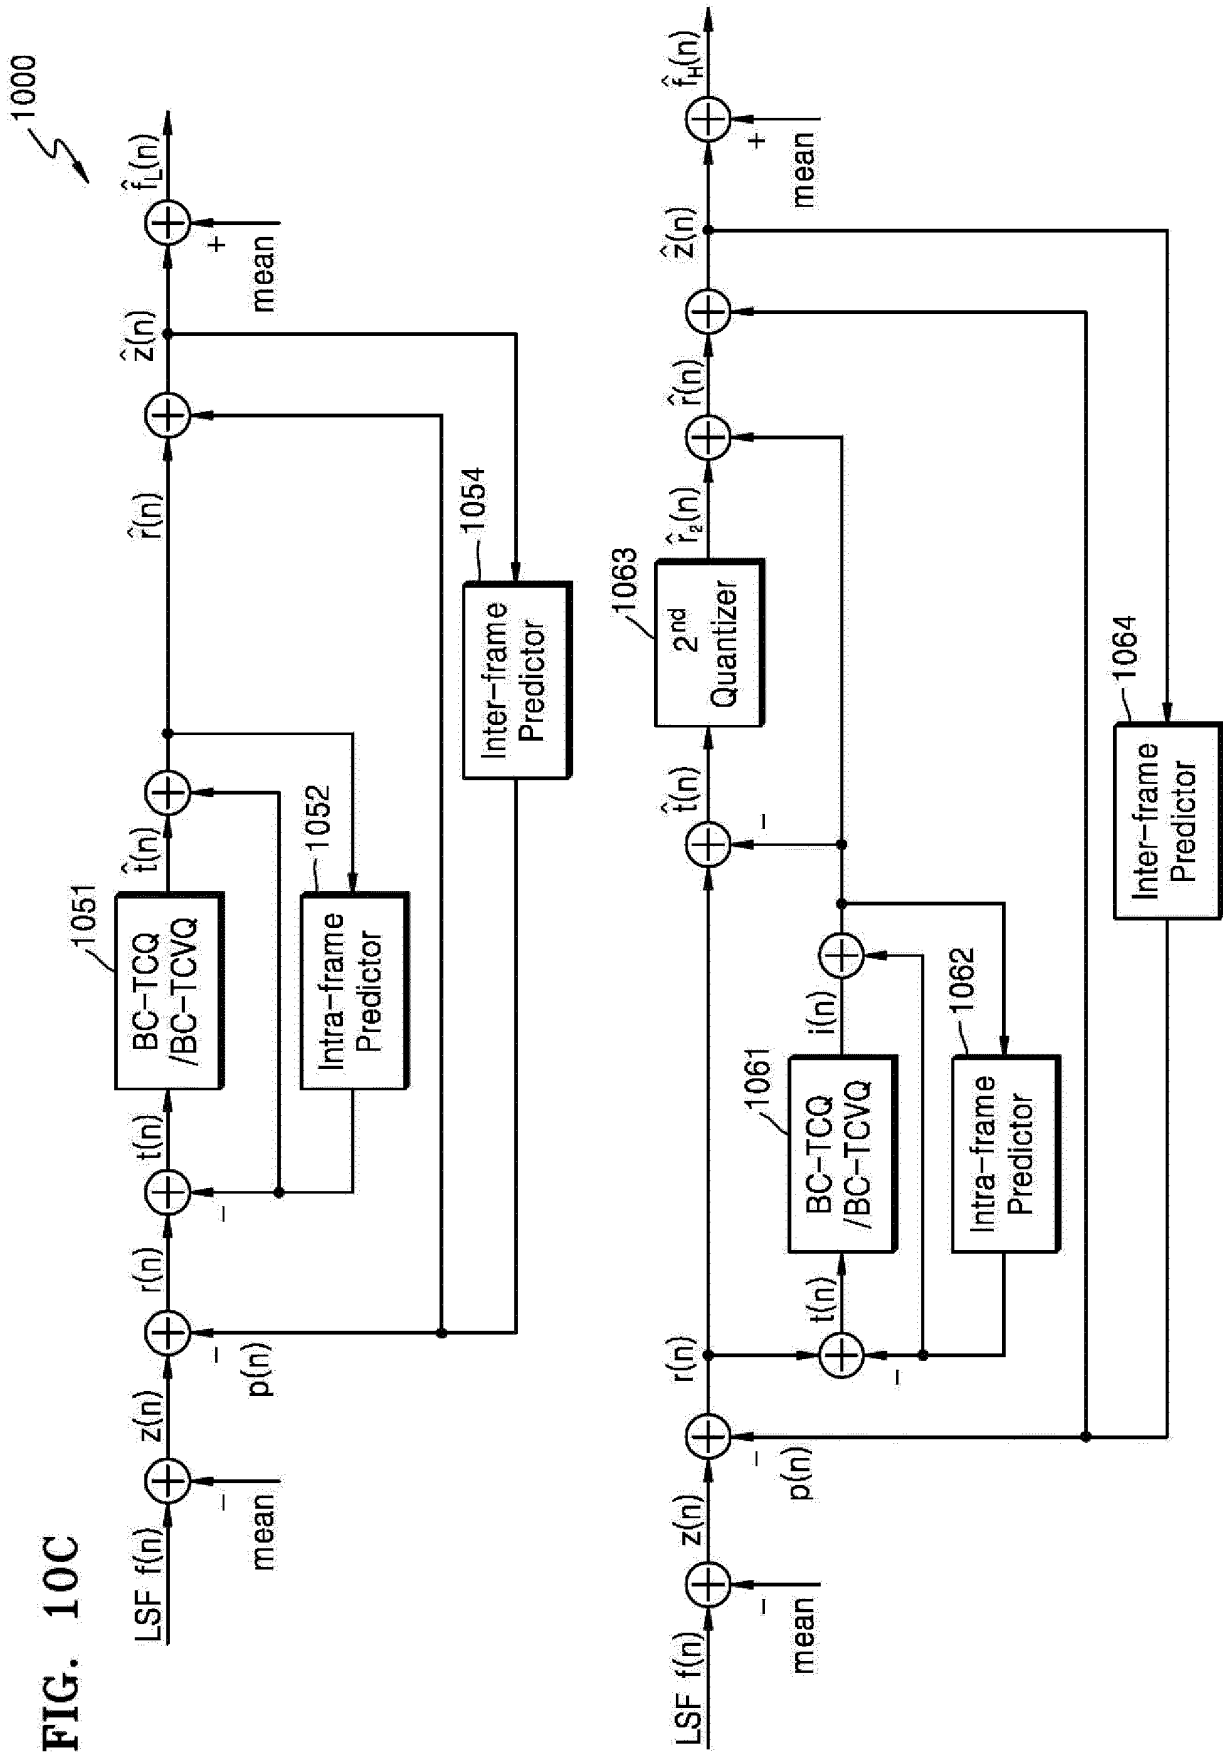 FIG. 10C
1000
LSF f(n)
mean
−
z(n)
−
p(n)
r(n)
−
t(n)
1051
BC−TCQ
/BC−TCVQ
t̂(n)
1052
Intra−frame
Predictor
r̂(n)
1054
Inter−frame
Predictor
ẑ(n)
+
mean
f̂L(n)
LSF f(n)
−
mean
z(n)
−
p(n)
r(n)
−
t(n)
1061
BC−TCQ
/BC−TCVQ
i(n)
1062
Intra−frame
Predictor
−
t̂(n)
1063
2nd
Quantizer
r̂2(n)
r̂(n)
1064
Inter−frame
Predictor
ẑ(n)
+
mean
f̂H(n)